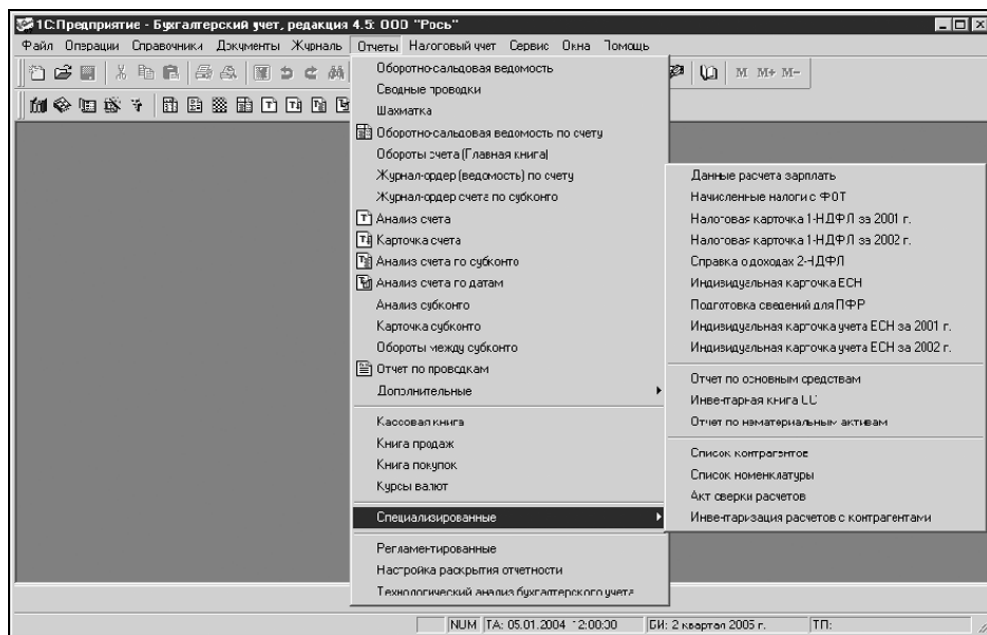 1С:Предприятие - Бухгалтерский учет, редакция 4.5: ООО "Рось"
Файл Операции Справочники Документы Журналы Отчеты Налоговый учет Сервис Окна Помощь
M M+ M-
Оборотно-сальдовая ведомость
Сводные проводки
Шахматка
Оборотно-сальдовая ведомость по счету
Обороты счета (Главная книга)
Журнал-ордер (ведомость) по счету
Журнал-ордер счета по субконто
Анализ счета
Карточка счета
Анализ счета по субконто
Анализ счета по датам
Анализ субконто
Карточка субконто
Обороты между субконто
Отчет по проводкам
Дополнительные
Кассовая книга
Книга продаж
Книга покупок
Курсы валют
Специализированные
Регламентированные
Настройка раскрытия отчетности
Технологический анализ бухгалтерского учета
Данные расчета зарплаты
Начисленные налоги с ФОТ
Налоговая карточка 1-НДФЛ за 2001 г.
Налоговая карточка 1-НДФЛ за 2002 г.
Справка о доходах 2-НДФЛ
Индивидуальная карточка ЕСН
Подготовка сведений для ПФР
Индивидуальная карточка учета ЕСН за 2001 г.
Индивидуальная карточка учета ЕСН за 2002 г.
Отчет по основным средствам
Инвентарная книга ОС
Отчет по нематериальным активам
Список контрагентов
Список номенклатуры
Акт сверки расчетов
Инвентаризация расчетов с контрагентами
NUM ТА: 05.01.2004 12:00:00 БИ: 2 квартал 2005 г. ТП: